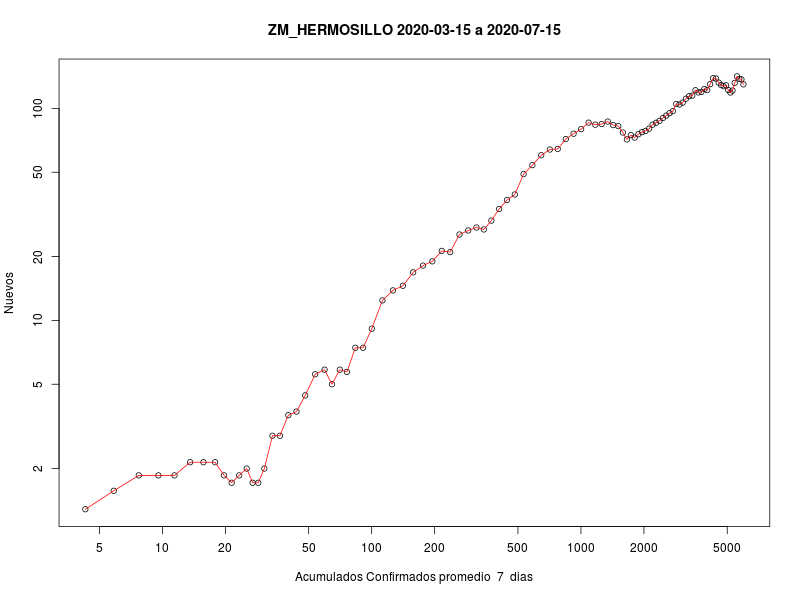 ZM_HERMOSILLO 2020-03-15 a 2020-07-15
Nuevos
100
50
20
10
5
2
5 10 20 50 100 200 500 1000 2000 5000
Acumulados Confirmados promedio 7 dias